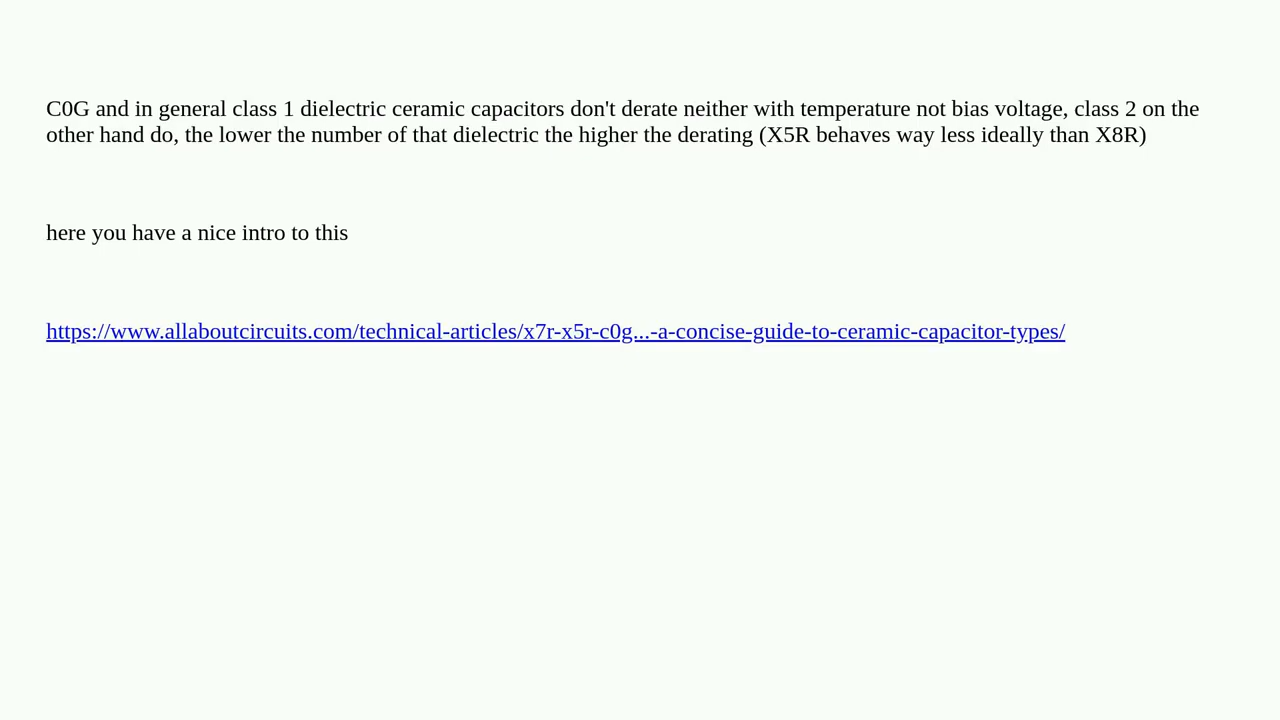 C0G and in general class 1 dielectric ceramic capacitors don't derate neither with temperature not bias voltage, class 2 on the
other hand do, the lower the number of that dielectric the higher the derating (X5R behaves way less ideally than X8R)
here you have a nice intro to this
https://www.allaboutcircuits.com/technical-articles/x7r-x5r-c0g...-a-concise-guide-to-ceramic-capacitor-types/